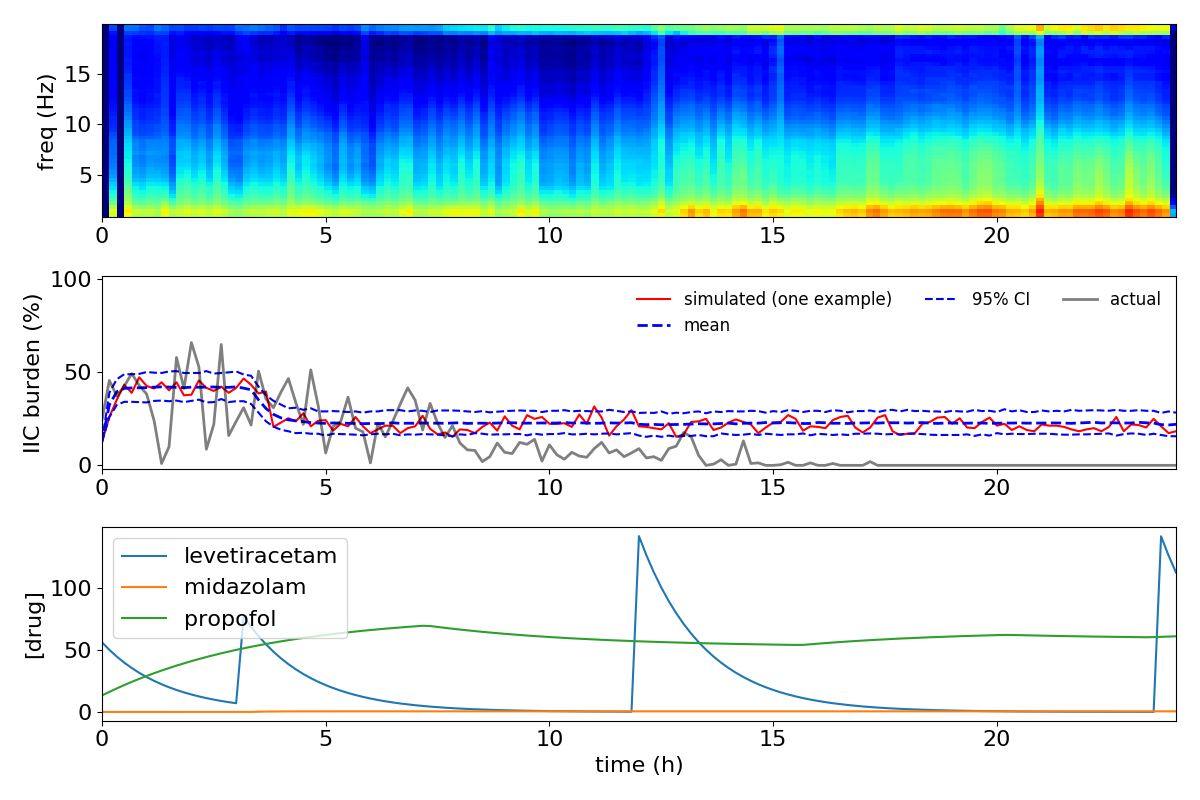 freq (Hz)
15
10
5
0 5 10 15 20
IIC burden (%)
100
50
0
simulated (one example)
mean
95% CI
actual
0 5 10 15 20
[drug]
100
50
0
levetiracetam
midazolam
propofol
0 5 10 15 20
time (h)